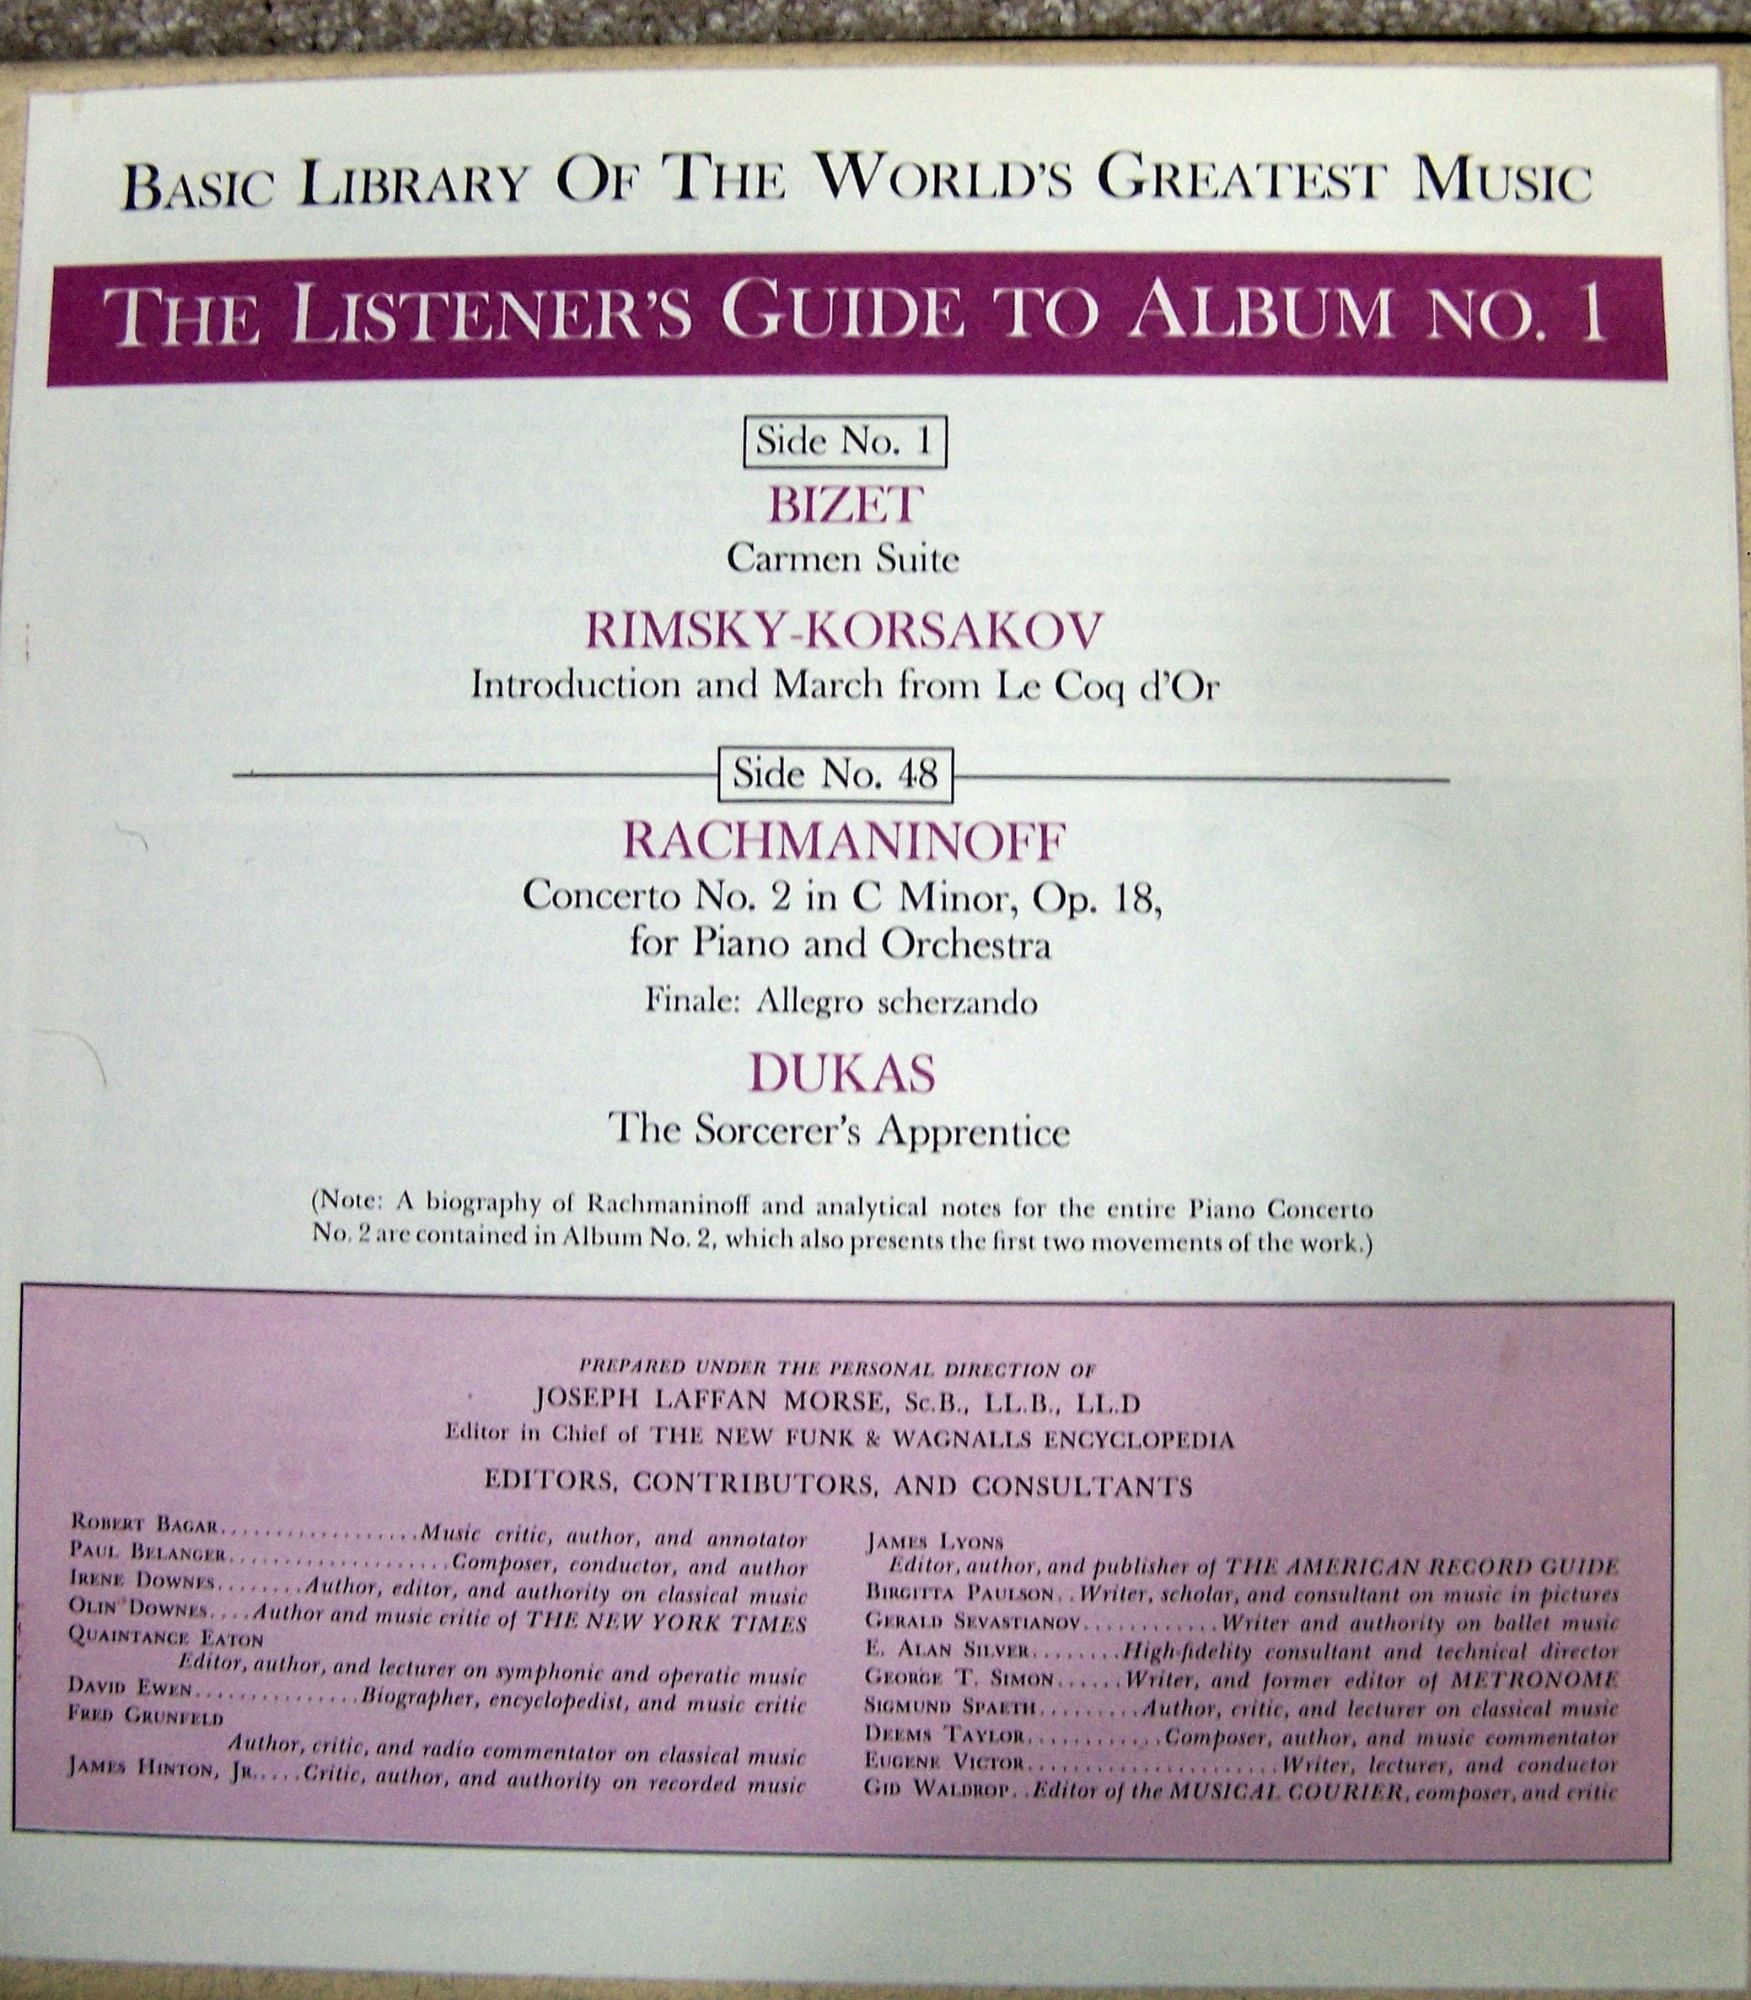 BASIC LIBRARY OF THE WORLD'S GREATEST MUSIC
THE LISTENER'S GUIDE TO ALBUM NO. 1
Side No. 1
BIZET
Carmen Suite
RIMSKY-KORSAKOV
Introduction and March from Le Coq d'Or
Side No. 48
RACHMANINOFF
Concerto No. 2 in C Minor, Op. 18,
for Piano and Orchestra
Finale: Allegro scherzando
DUKAS
The Sorcerer's Apprentice
(Note: A biography of Rachmaninoff and analytical notes for the entire Piano Concerto
No. 2 are contained in Album No. 2, which also presents the first two movements of the work.)
PREPARED UNDER THE PERSONAL DIRECTION OF
JOSEPH LAFFAN MORSE, Sc.B., LL.B., LL.D
Editor in Chief of THE NEW FUNK & WAGNALLS ENCYCLOPEDIA
EDITORS, CONTRIBUTORS, AND CONSULTANTS
ROBERT BAGAR..................Music critic, author, and annotator
PAUL BELANGER....................Composer, conductor, and author
IRENE DOWNES........Author, editor, and authority on classical music
OLIN DOWNES....Author and music critic of THE NEW YORK TIMES
QUAINTANCE EATON
Editor, author, and lecturer on symphonic and operatic music
DAVID EWEN...............Biographer, encyclopedist, and music critic
FRED GRUNFELD
Author, critic, and radio commentator on classical music
JAMES HINTON, JR.....Critic, author, and authority on recorded music
JAMES LYONS
Editor, author, and publisher of THE AMERICAN RECORD GUIDE
BIRGITTA PAULSON..Writer, scholar, and consultant on music in pictures
GERALD SEVASTIANOV............Writer and authority on ballet music
E. ALAN SILVER........High-fidelity consultant and technical director
GEORGE T. SIMON......Writer, and former editor of METRONOME
SIGMUND SPAETH.........Author, critic, and lecturer on classical music
DEEMS TAYLOR............Composer, author, and music commentator
EUGENE VICTOR.......................Writer, lecturer, and conductor
GID WALDROP..Editor of the MUSICAL COURIER, composer, and critic